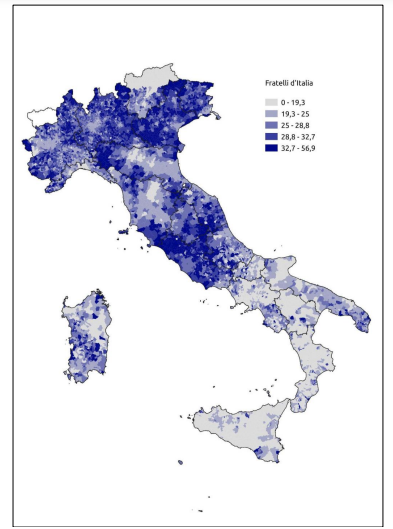 Fratelli d'Italia
0 - 19,3
19,3 - 25
25 - 28,8
28,8 - 32,7
32,7 - 56,9